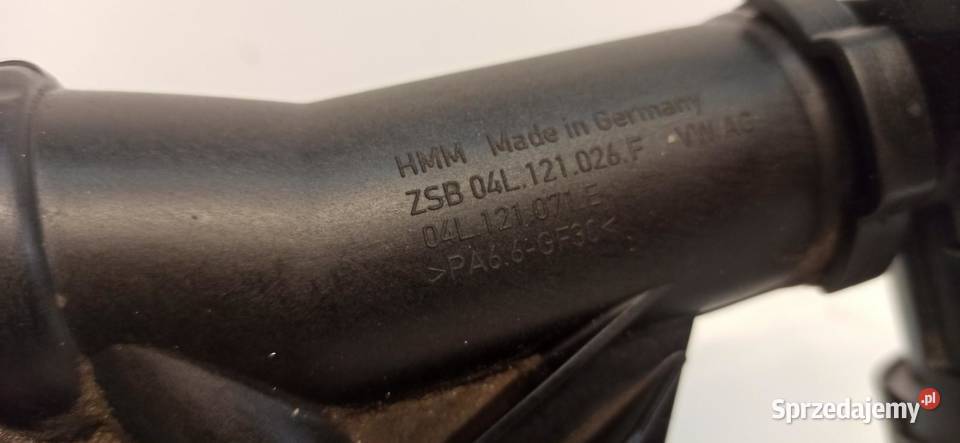 HMM Made in Germany
ZSB 04L.121.026.F VW AG
04L.121.071.E
>PA6.6-GF30<
Sprzedajemy.pl